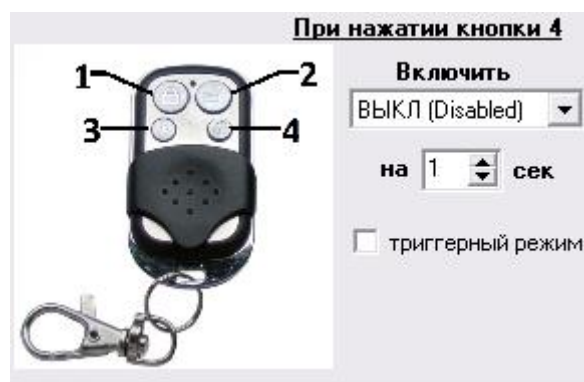 При нажатии кнопки 4
1
2
Включить
ВЫКЛ (Disabled)
3
4
на 1 сек
триггерный режим